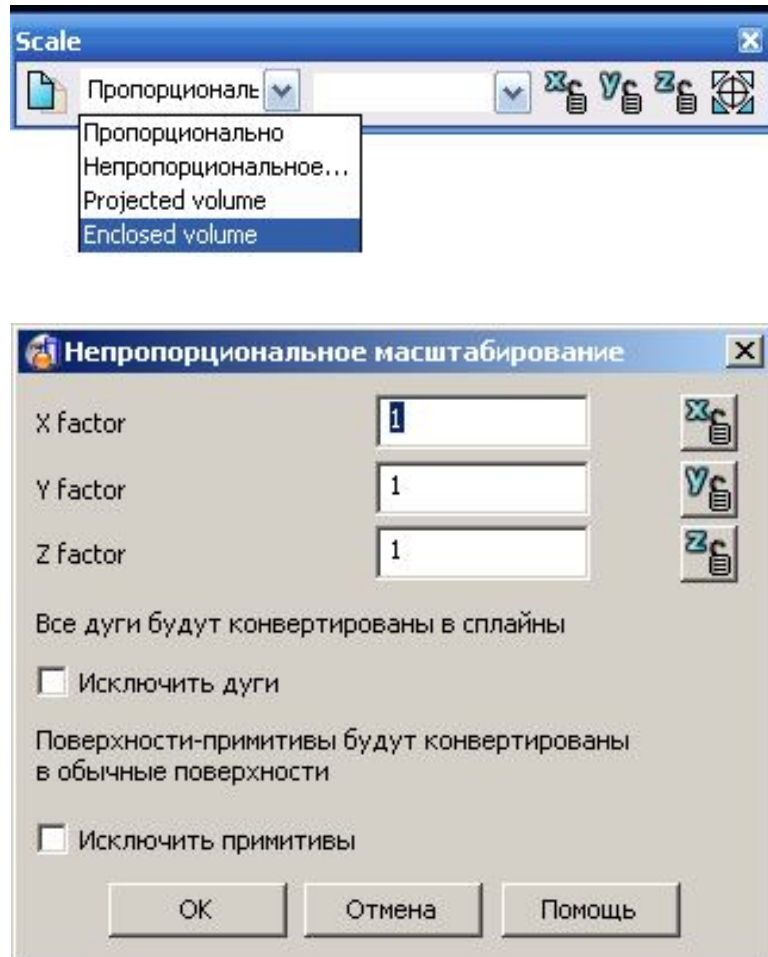 Scale
Пропорциональ
Пропорционально
Непропорциональное...
Projected volume
Enclosed volume
Непропорциональное масштабирование
X factor 1
Y factor 1
Z factor 1
Все дуги будут конвертированы в сплайны
Исключить дуги
Поверхности-примитивы будут конвертированы
в обычные поверхности
Исключить примитивы
OK Отмена Помощь